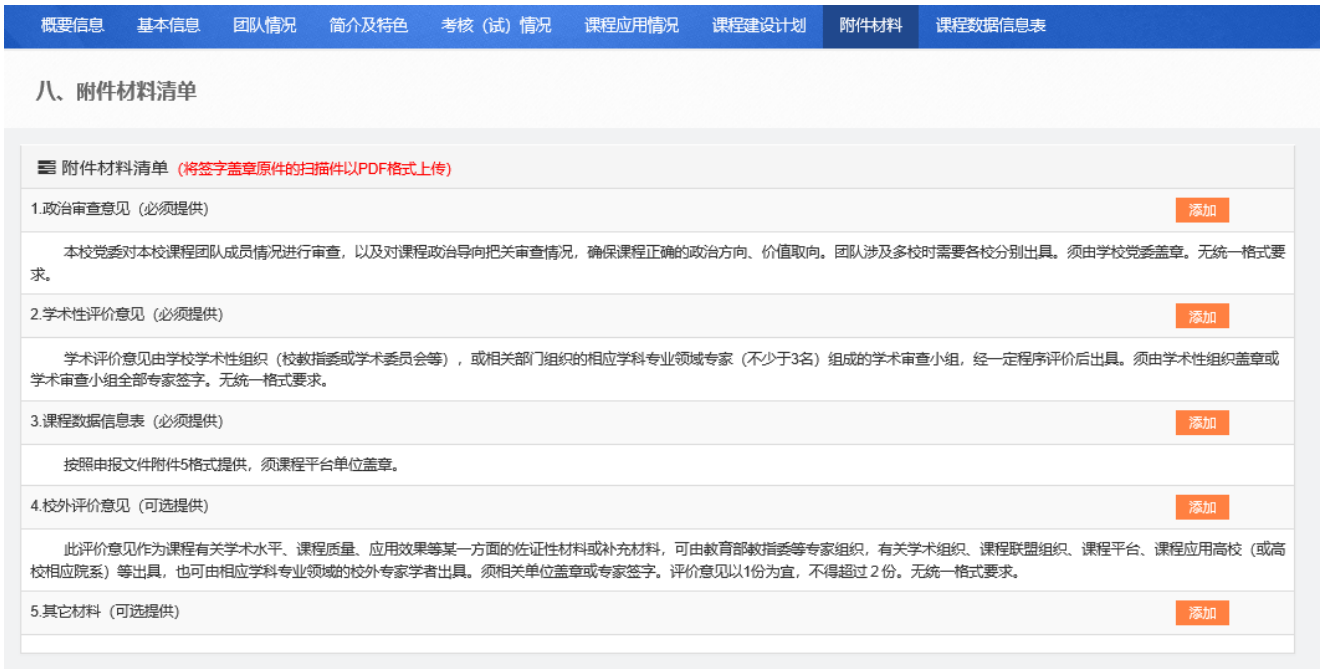 概要信息 基本信息 团队情况 简介及特色 考核（试）情况 课程应用情况 课程建设计划 附件材料 课程数据信息表
八、附件材料清单
附件材料清单 (将签字盖章原件的扫描件以PDF格式上传)
1.政治审查意见（必须提供） 添加
本校党委对本校课程团队成员情况进行审查，以及对课程政治导向把关审查情况，确保课程正确的政治方向、价值取向。团队涉及多校时需要各校分别出具。须由学校党委盖章。无统一格式要
求。
2.学术性评价意见（必须提供） 添加
学术评价意见由学校学术性组织（校教指委或学术委员会等），或相关部门组织的相应学科专业领域专家（不少于3名）组成的学术审查小组，经一定程序评价后出具。须由学术性组织盖章或
学术审查小组全部专家签字。无统一格式要求。
3.课程数据信息表（必须提供） 添加
按照申报文件附件5格式提供，须课程平台单位盖章。
4.校外评价意见（可选提供） 添加
此评价意见作为课程有关学术水平、课程质量、应用效果等某一方面的佐证性材料或补充材料，可由教育部教指委等专家组织，有关学术组织、课程联盟组织、课程平台、课程应用高校（或高
校相应院系）等出具，也可由相应学科专业领域的校外专家学者出具。须相关单位盖章或专家签字。评价意见以1份为宜，不得超过２份。无统一格式要求。
5.其它材料（可选提供） 添加